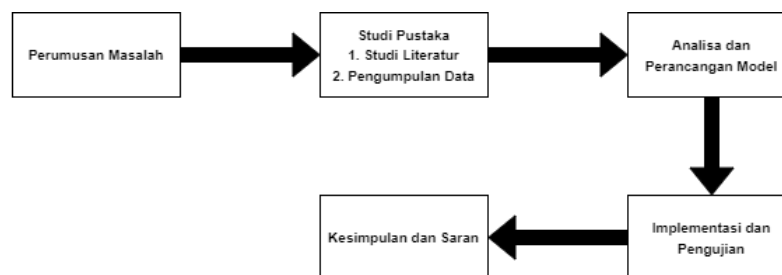 Perumusan Masalah
Studi Pustaka
1. Studi Literatur
2. Pengumpulan Data
Analisa dan
Perancangan Model
Implementasi dan
Pengujian
Kesimpulan dan Saran